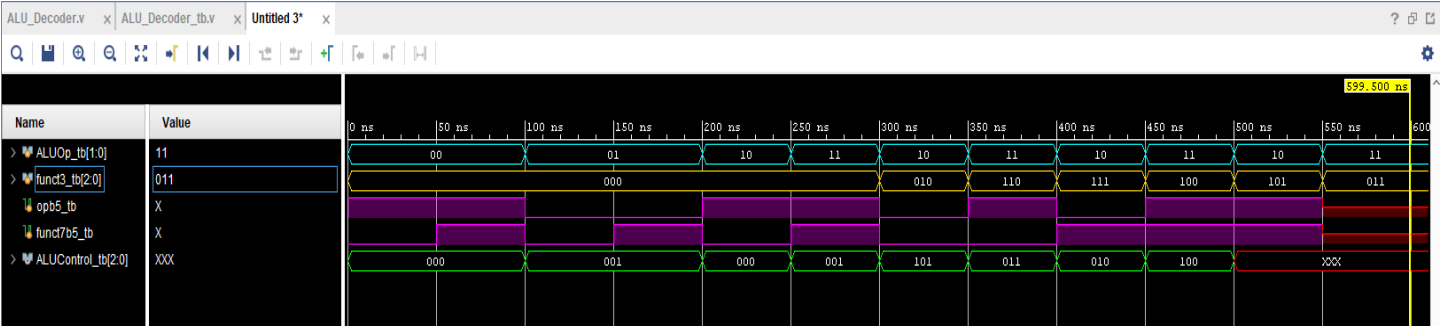 ALU_Decoder.v x ALU_Decoder_tb.v x Untitled 3* x ?
599.500 ns
Name Value
0 ns 50 ns 100 ns 150 ns 200 ns 250 ns 300 ns 350 ns 400 ns 450 ns 500 ns 550 ns 600
ALUOp_tb[1:0] 11 00 01 10 11 10 11 10 11 10 11
funct3_tb[2:0] 011 000 010 110 111 100 101 011
opb5_tb X
funct7b5_tb X
ALUControl_tb[2:0] XXX 000 001 000 001 101 011 010 100 XXX